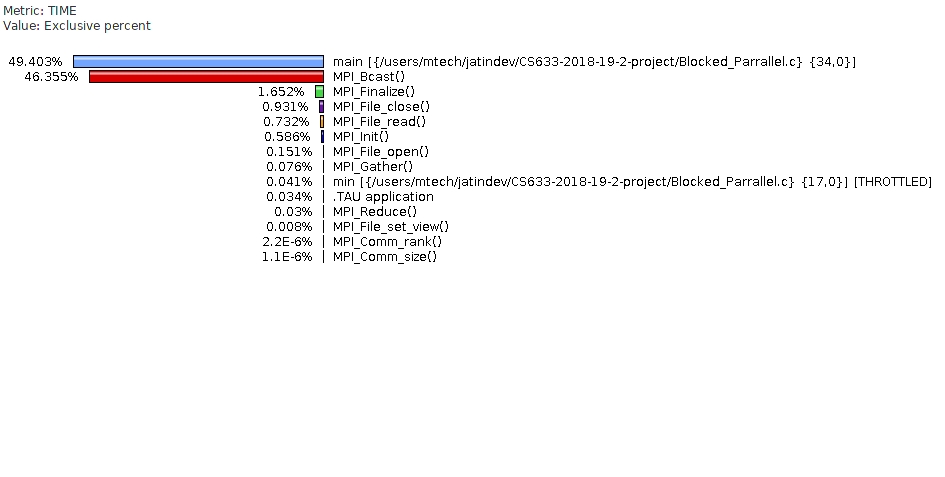 Metric: TIME
Value: Exclusive percent
49.403% main [{/users/mtech/jatindev/CS633-2018-19-2-project/Blocked_Parrallel.c} {34,0}]
46.355% MPI_Bcast()
1.652% MPI_Finalize()
0.931% MPI_File_close()
0.732% MPI_File_read()
0.586% MPI_Init()
0.151% MPI_File_open()
0.076% MPI_Gather()
0.041% min [{/users/mtech/jatindev/CS633-2018-19-2-project/Blocked_Parrallel.c} {17,0}] [THROTTLED]
0.034% .TAU application
0.03% MPI_Reduce()
0.008% MPI_File_set_view()
2.2E-6% MPI_Comm_rank()
1.1E-6% MPI_Comm_size()